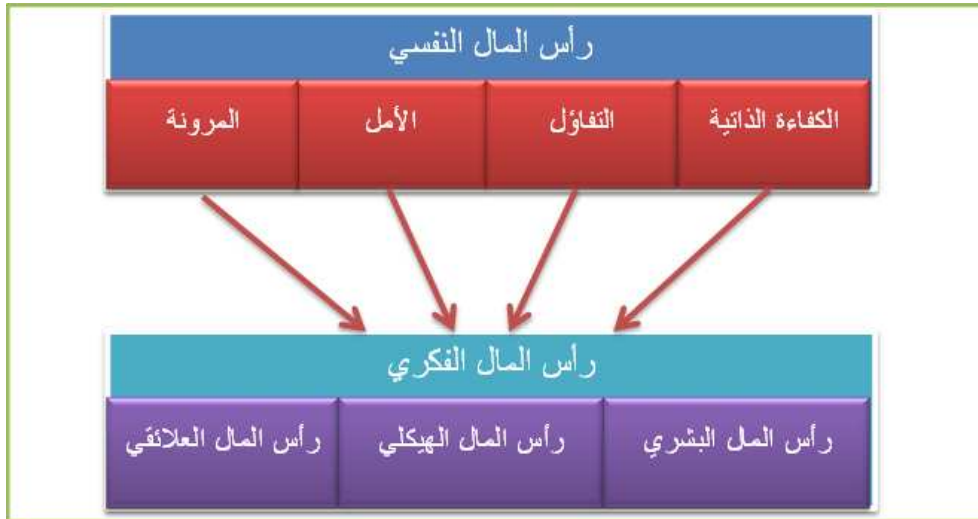 رأس المال النفسي
الكفاءة الذاتية
التفاؤل
الأمل
المرونة
رأس المال الفكري
رأس المال البشري
رأس المال الهيكلي
رأس المال العلائقي